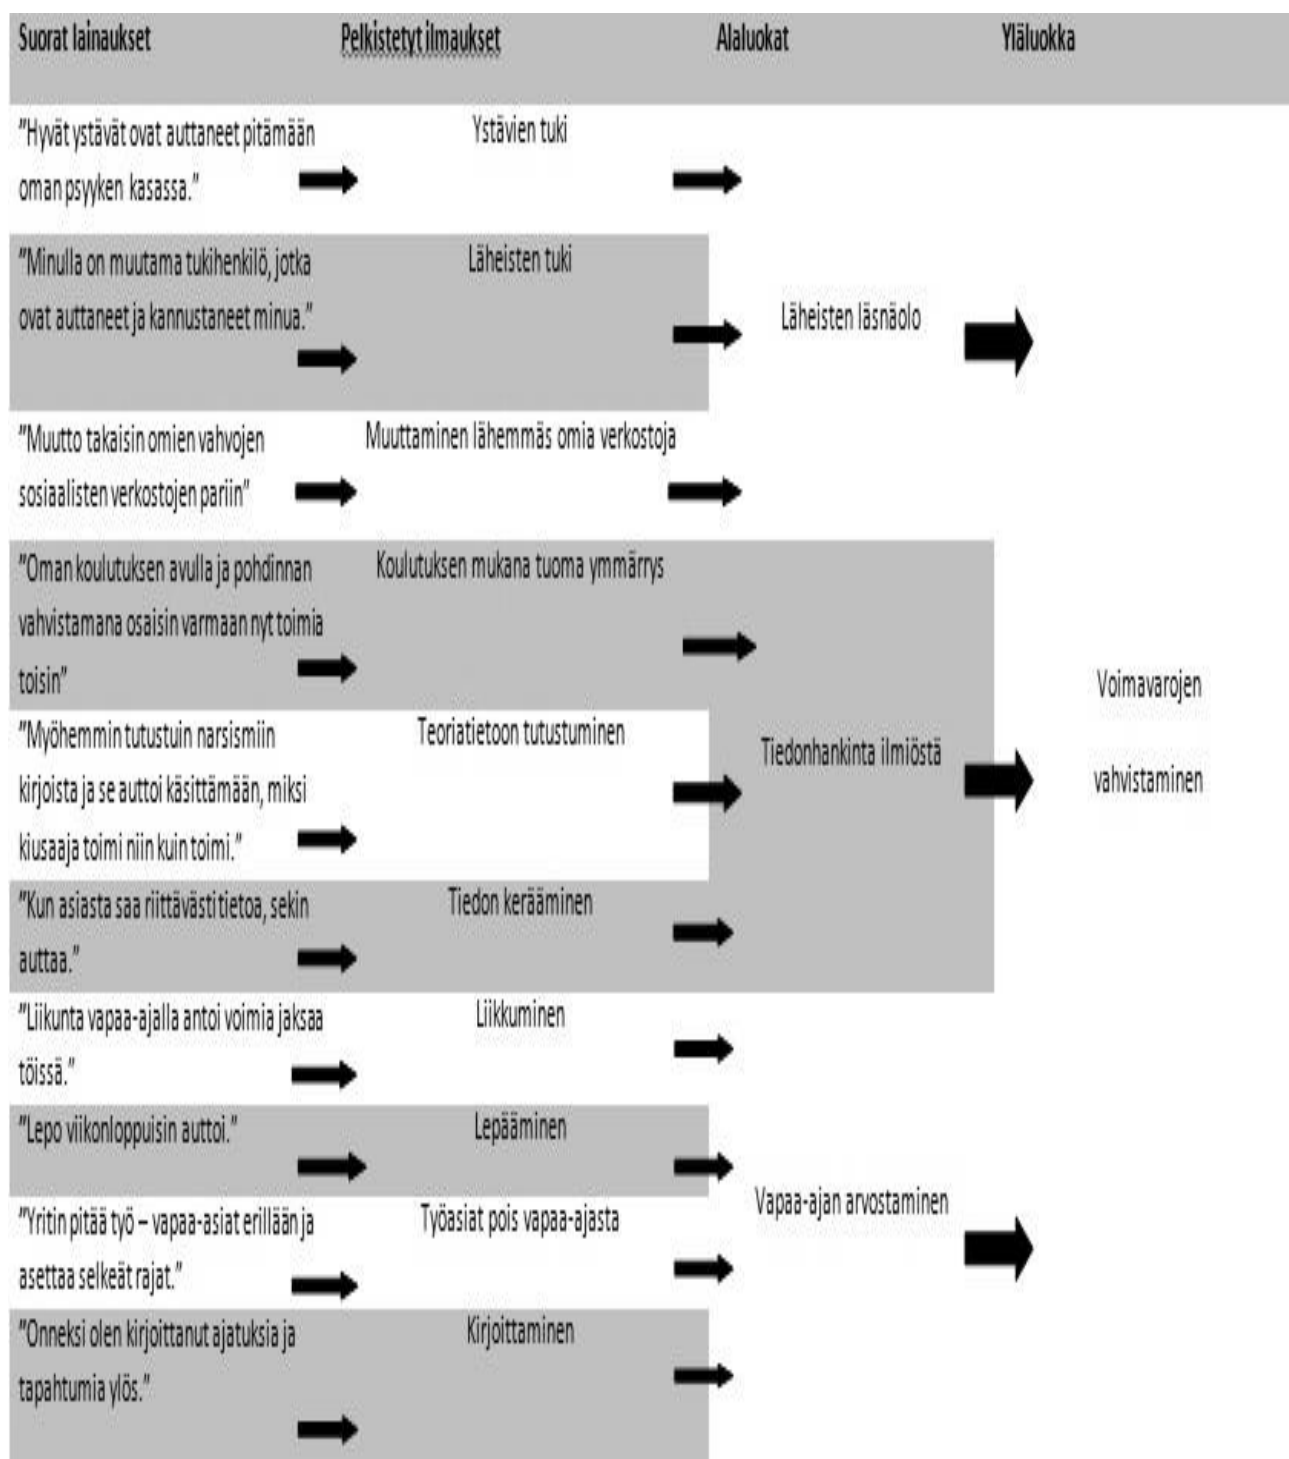 Suorat lainaukset Pelkistetyt ilmaukset Alaluokat Yläluokka
"Hyvät ystävät ovat auttaneet pitämään
oman psyyken kasassa."
Ystävien tuki
"Minulla on muutama tukihenkilö, jotka
ovat auttaneet ja kannustaneet minua."
Läheisten tuki
Läheisten läsnäolo
"Muutto takaisin omien vahvojen
sosiaalisten verkostojen pariin"
Muuttaminen lähemmäs omia verkostoja
"Oman koulutuksen avulla ja pohdinnan
vahvistamana osaisin varmaan nyt toimia
toisin"
Koulutuksen mukana tuoma ymmärrys
"Myöhemmin tutustuin narsismiin
kirjoista ja se auttoi käsittämään, miksi
kiusaaja toimi niin kuin toimi."
Teoriatietoon tutustuminen
Tiedonhankinta ilmiöstä
Voimavarojen
vahvistaminen
"Kun asiasta saa riittävästi tietoa, sekin
auttaa."
Tiedon kerääminen
"Liikunta vapaa-ajalla antoi voimia jaksaa
töissä."
Liikkuminen
"Lepo viikonloppuisin auttoi."
Lepääminen
"Yritin pitää työ – vapaa-asiat erillään ja
asettaa selkeät rajat."
Työasiat pois vapaa-ajasta
Vapaa-ajan arvostaminen
"Onneksi olen kirjoittanut ajatuksia ja
tapahtumia ylös."
Kirjoittaminen